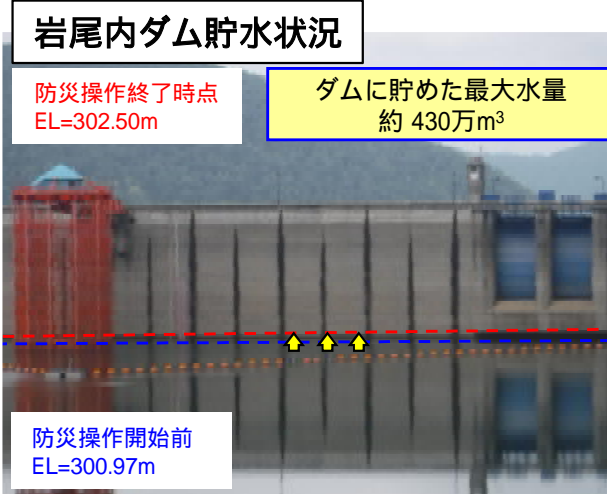 岩尾内ダム貯水状況
防災操作終了時点
EL=302.50m
ダムに貯めた最大水量
約 430万m³
防災操作開始前
EL=300.97m